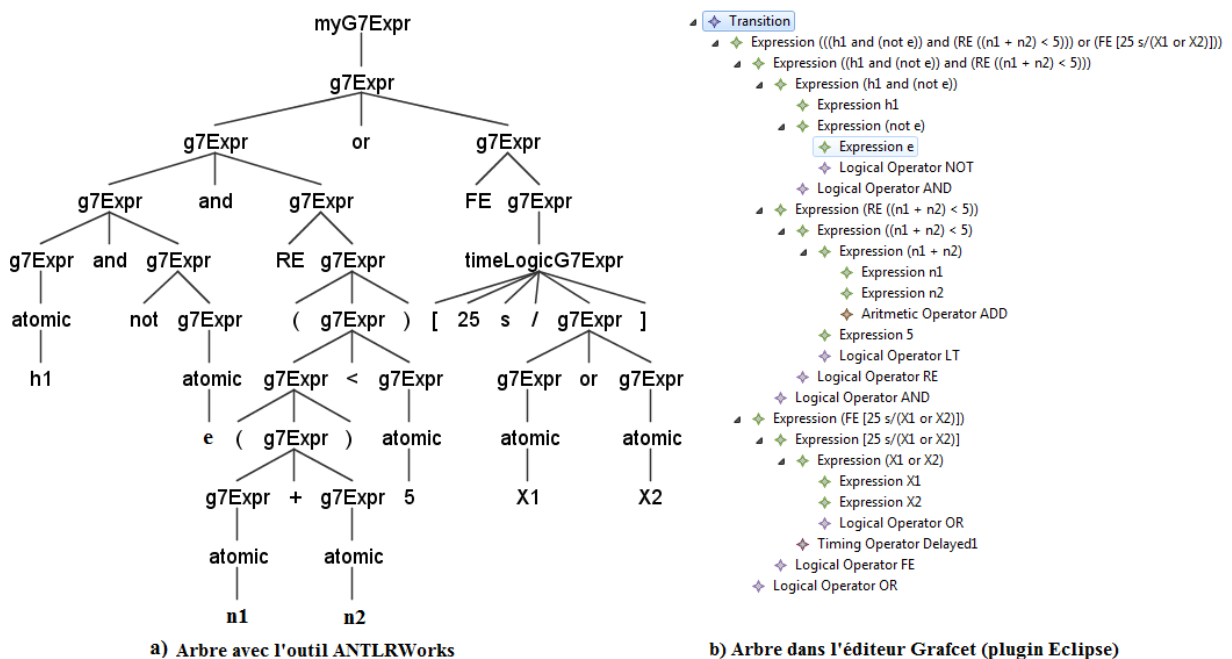 myG7Expr
g7Expr
g7Expr or g7Expr
g7Expr and g7Expr FE g7Expr
g7Expr and g7Expr RE g7Expr timeLogicG7Expr
atomic not g7Expr ( g7Expr ) [ 25 s / g7Expr ]
h1 atomic g7Expr < g7Expr g7Expr or g7Expr
e ( g7Expr ) atomic atomic atomic
g7Expr + g7Expr 5 X1 X2
atomic atomic
n1 n2
a) Arbre avec l'outil ANTLRWorks
Transition
Expression (((h1 and (not e)) and (RE ((n1 + n2) < 5))) or (FE [25 s/(X1 or X2)]))
Expression ((h1 and (not e)) and (RE ((n1 + n2) < 5)))
Expression (h1 and (not e))
Expression h1
Expression (not e)
Expression e
Logical Operator NOT
Logical Operator AND
Expression (RE ((n1 + n2) < 5))
Expression ((n1 + n2) < 5)
Expression (n1 + n2)
Expression n1
Expression n2
Aritmetic Operator ADD
Expression 5
Logical Operator LT
Logical Operator RE
Logical Operator AND
Expression (FE [25 s/(X1 or X2)])
Expression [25 s/(X1 or X2)]
Expression (X1 or X2)
Expression X1
Expression X2
Logical Operator OR
Timing Operator Delayed1
Logical Operator FE
Logical Operator OR
b) Arbre dans l'éditeur Grafcet (plugin Eclipse)